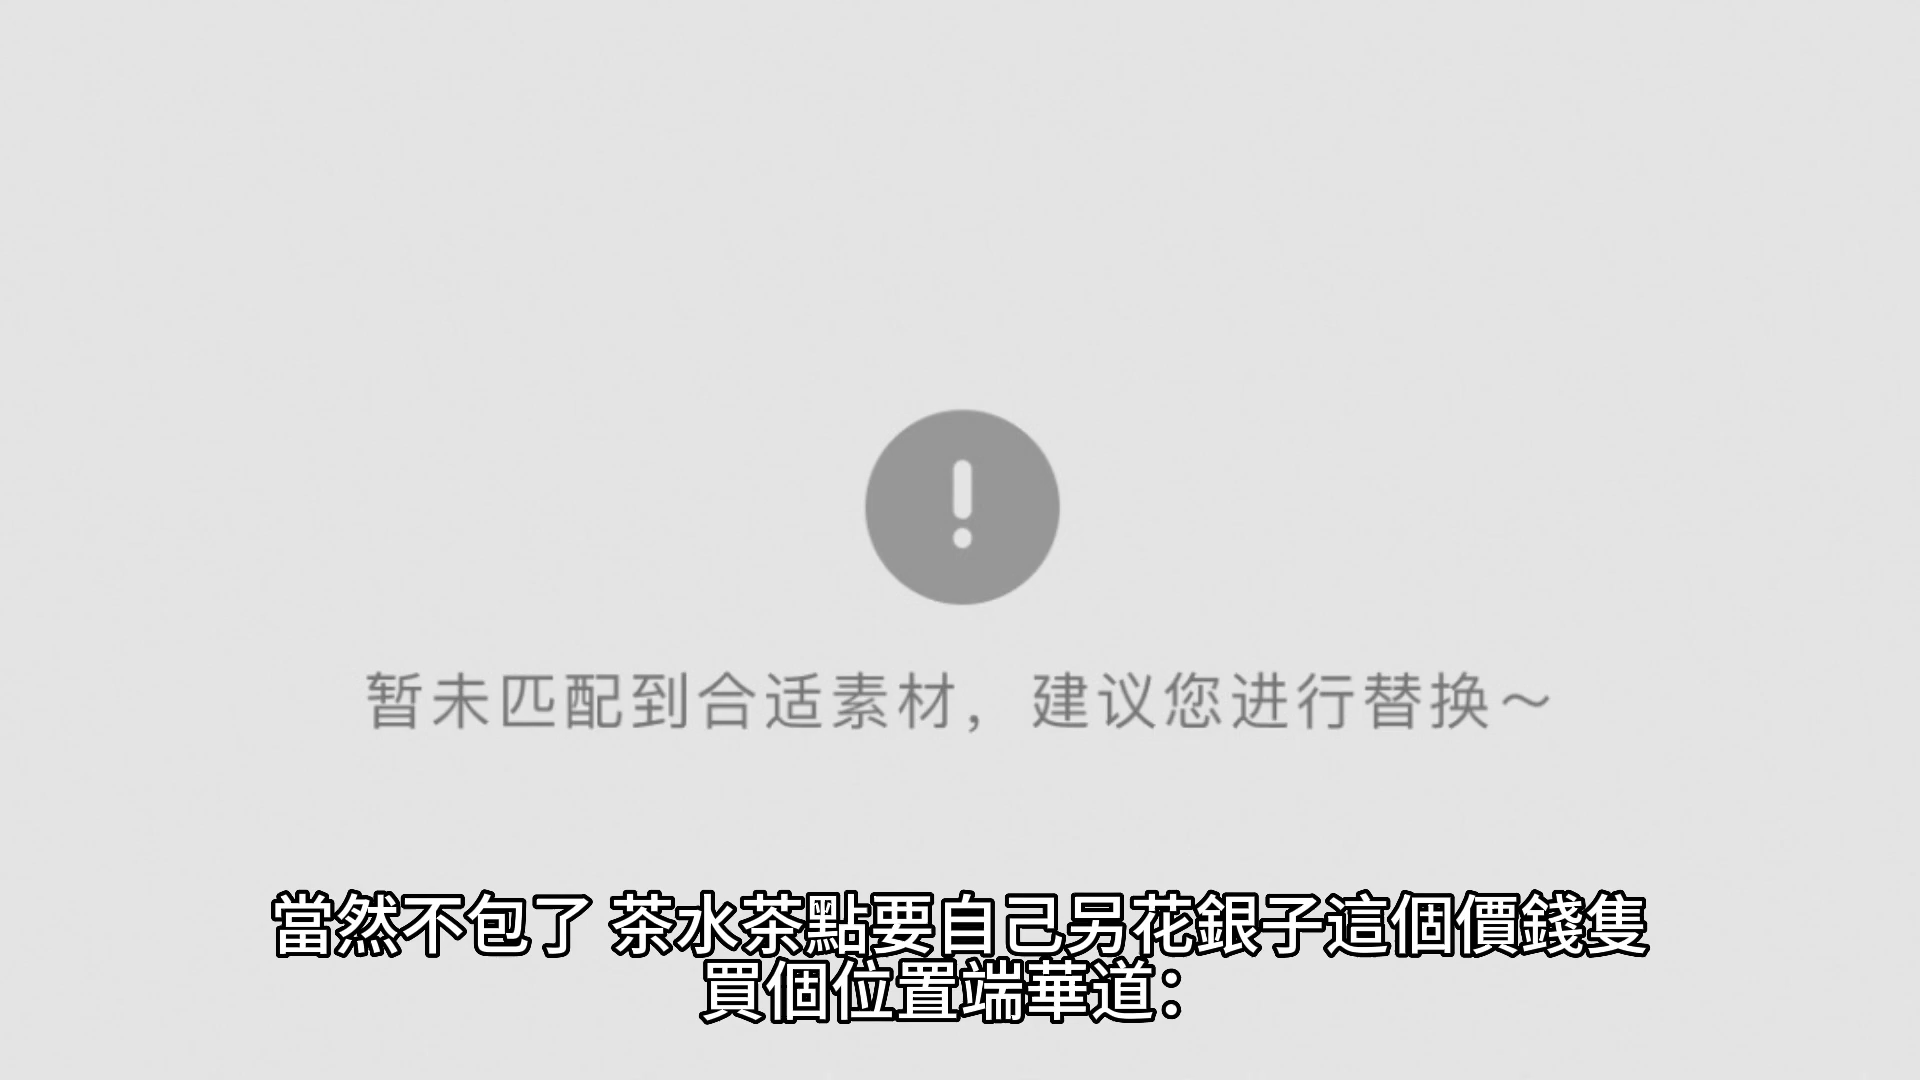 暂未匹配到合适素材，建议您进行替换～
當然不包了 茶水茶點要自己另花銀子這個價錢隻
買個位置端華道：